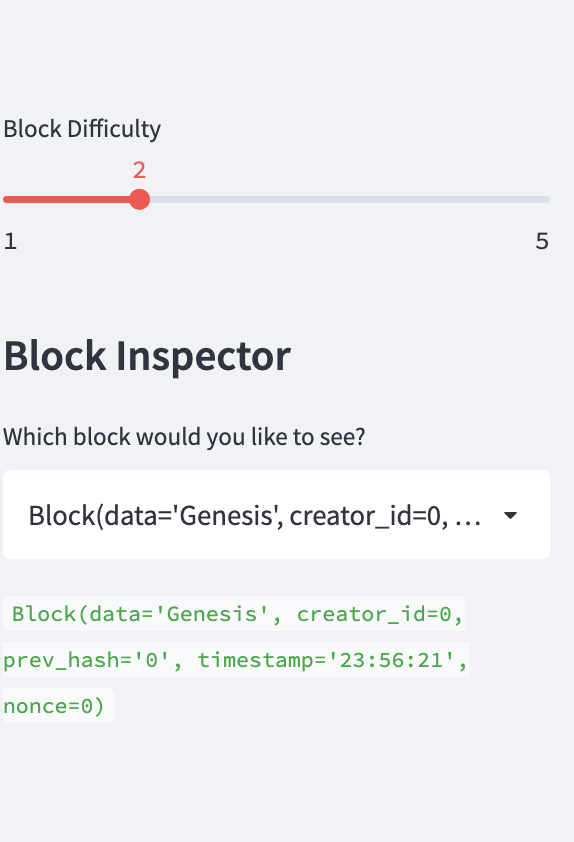 Block Difficulty
2
1 5
Block Inspector
Which block would you like to see?
Block(data='Genesis', creator_id=0, ...
Block(data='Genesis', creator_id=0,
prev_hash='0', timestamp='23:56:21',
nonce=0)